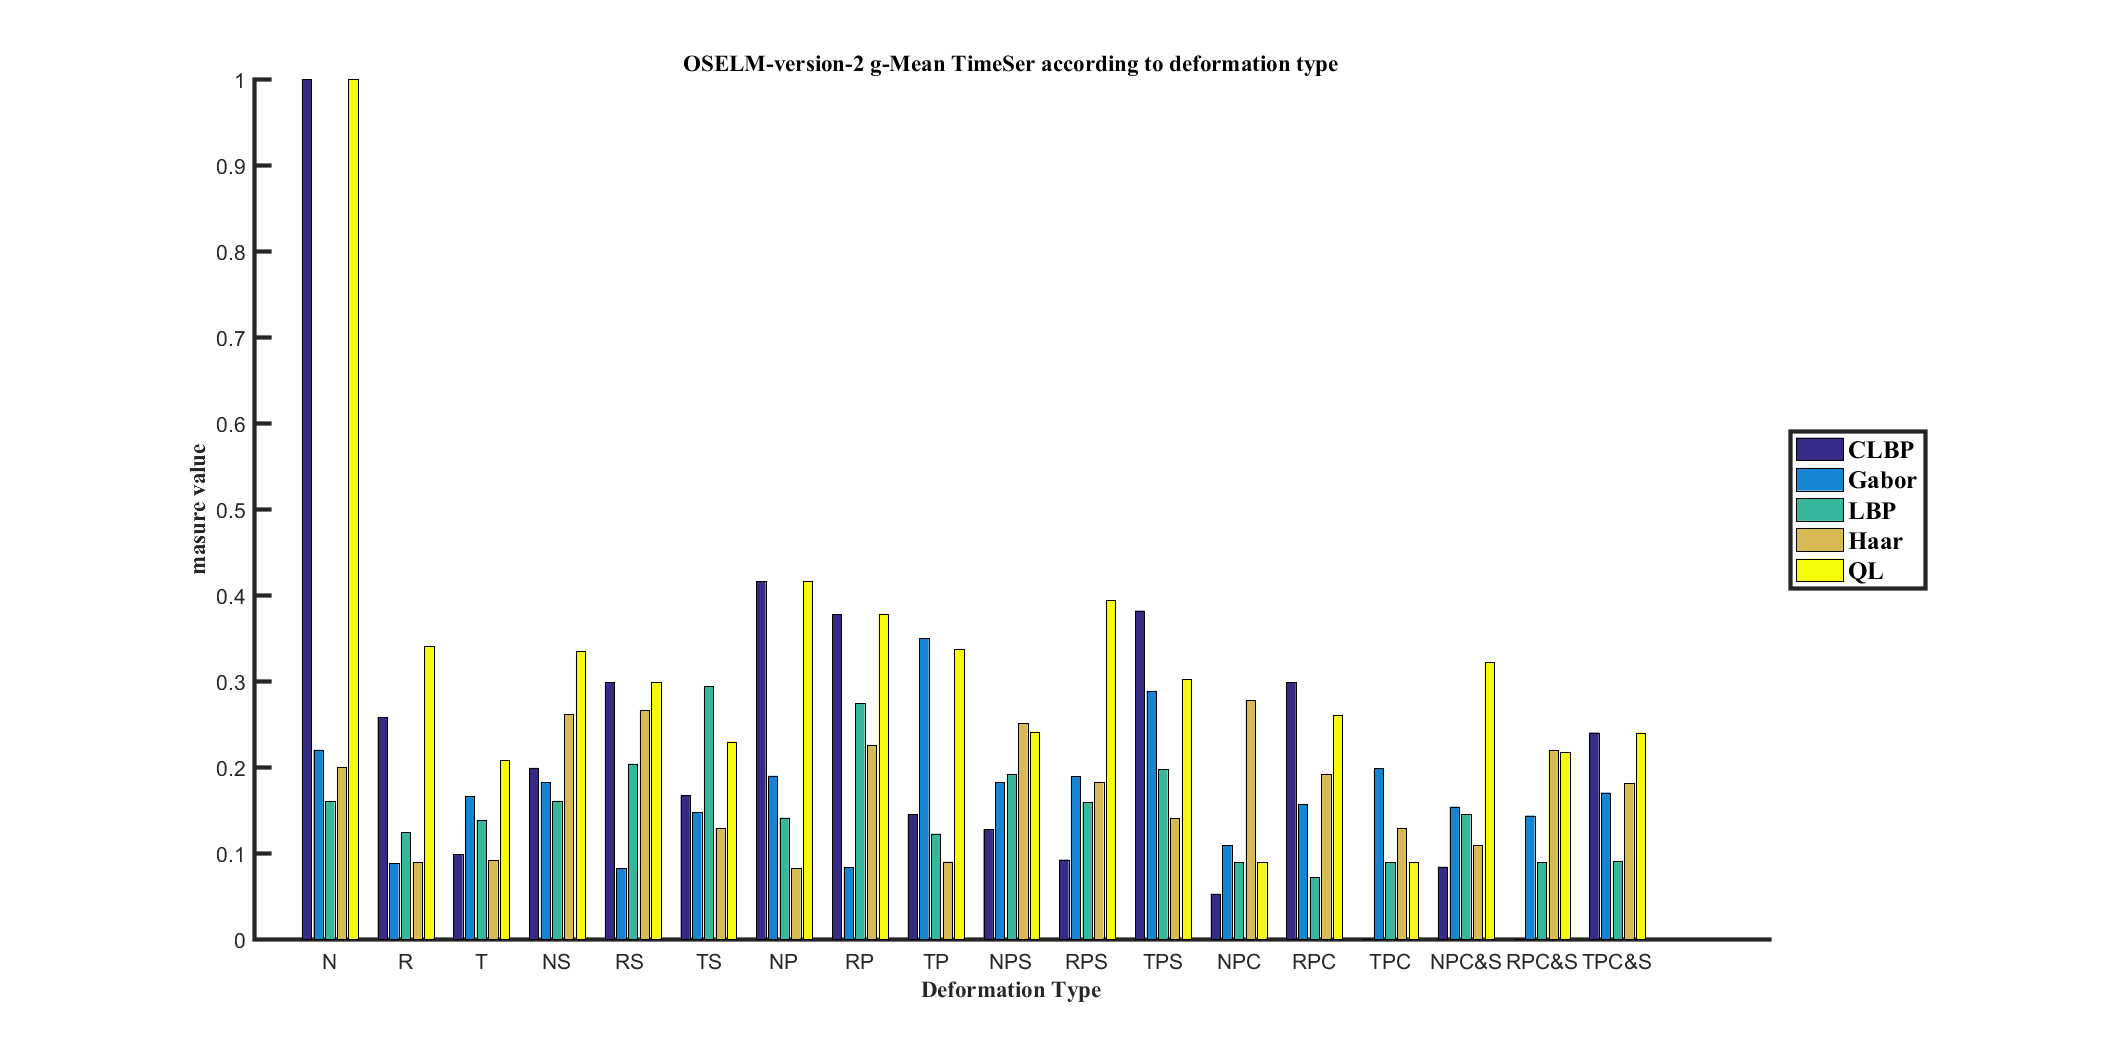 OSELM-version-2 g-Mean TimeSer according to deformation type
1
0.9
0.8
0.7
0.6
0.5
0.4
0.3
0.2
0.1
0
masure value
N R T NS RS TS NP RP TP NPS RPS TPS NPC RPC TPC NPC&S RPC&S TPC&S
Deformation Type
CLBP
Gabor
LBP
Haar
QL